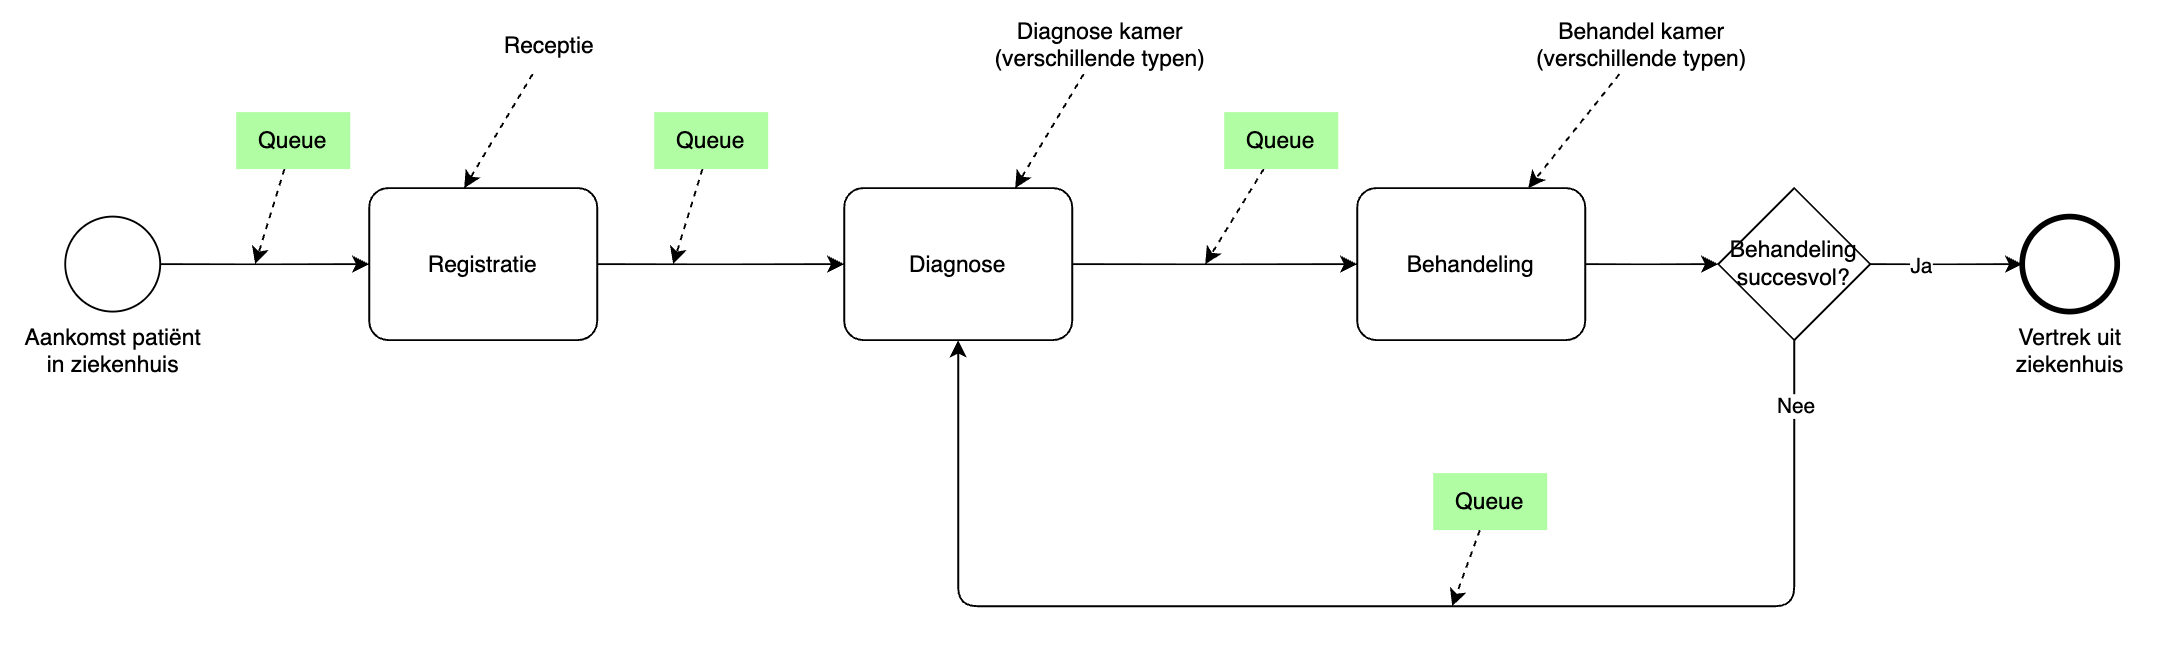 Receptie
Diagnose kamer
(verschillende typen)
Behandel kamer
(verschillende typen)
Queue
Queue
Queue
Aankomst patiënt
in ziekenhuis
Registratie
Diagnose
Behandeling
Behandeling
succesvol?
Ja
Vertrek uit
ziekenhuis
Nee
Queue